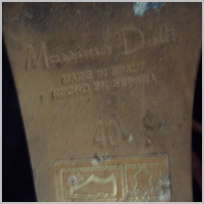 Massimo Dutti
MADE IN SPAIN
HECHO EN ESPAÑA
40